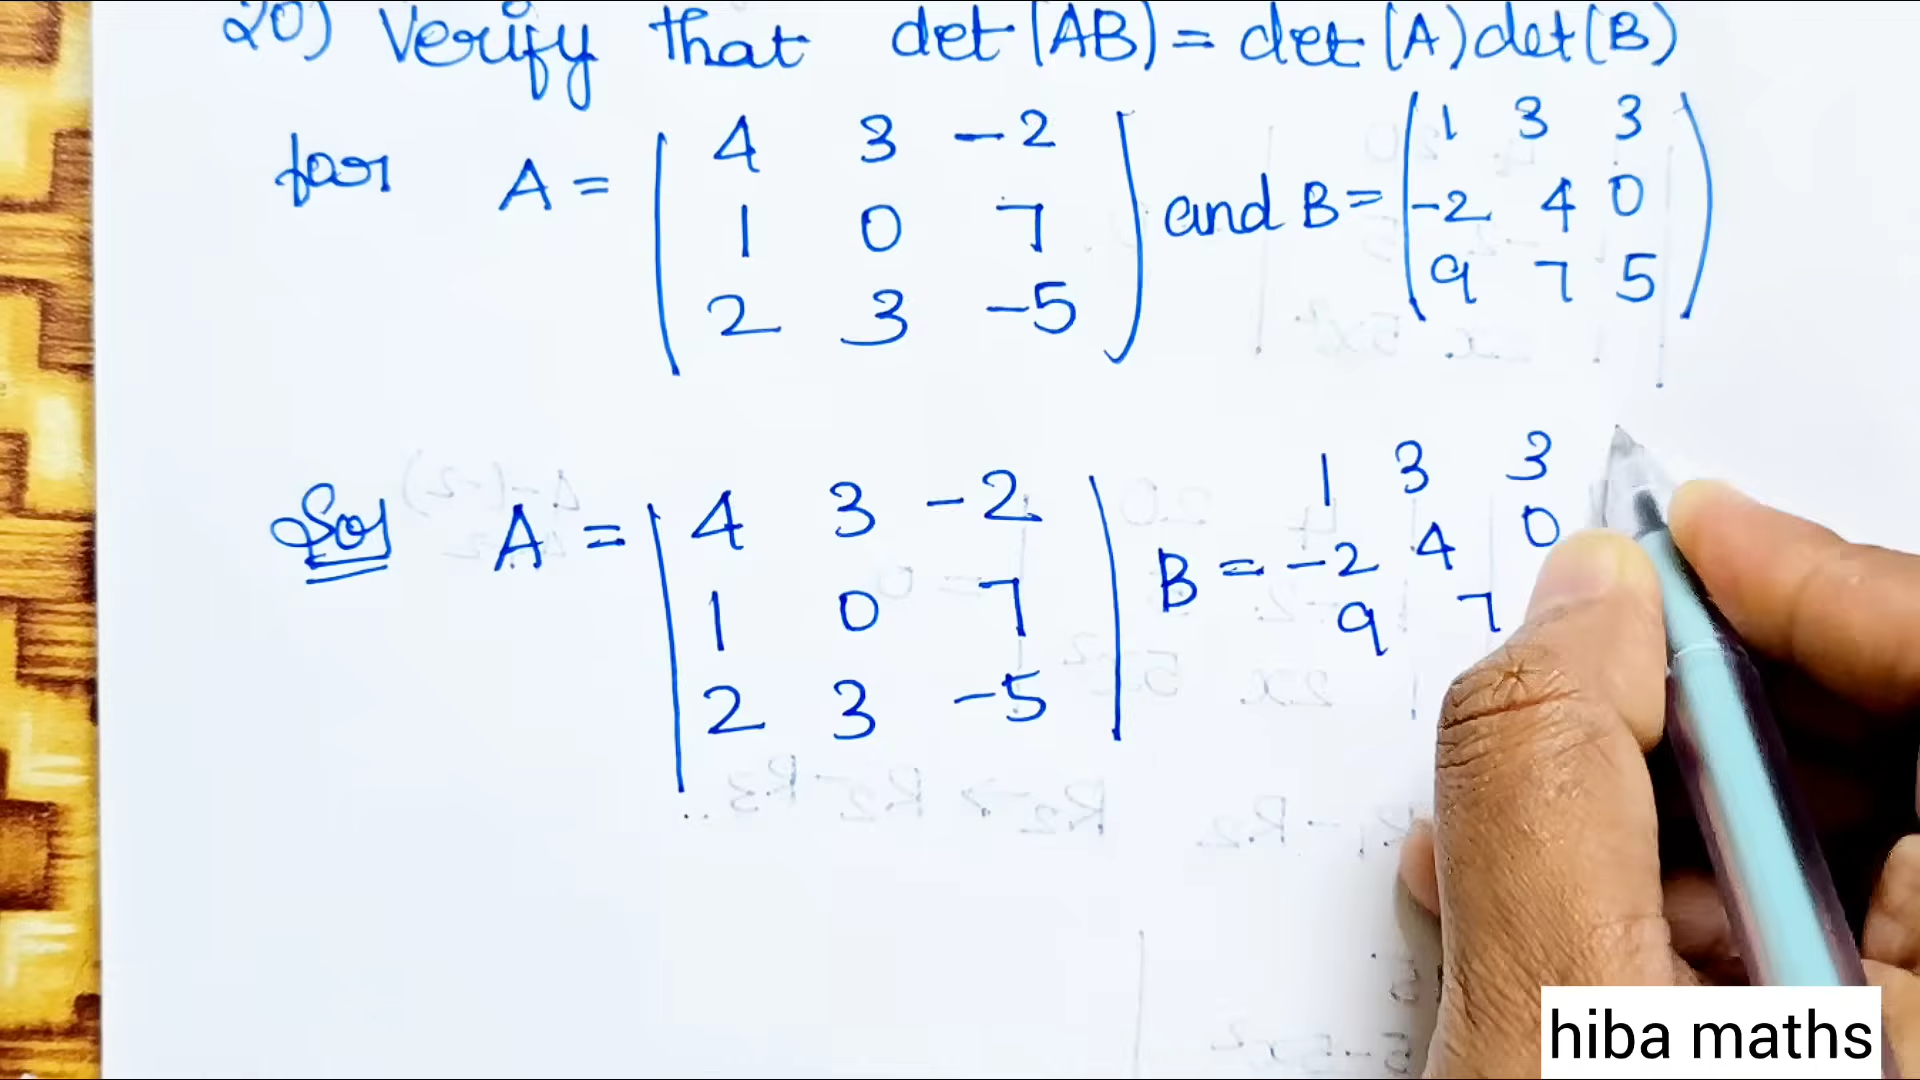 20) Verify that det(AB) = det(A) det(B)
for A = (4 3 -2
1 0 7
2 3 -5) and B = (1 3 3
-2 4 0
9 7 5)
Sol A = |4 3 -2
1 0 7
2 3 -5| B = 1 3 3
-2 4 0
9 7
hiba maths